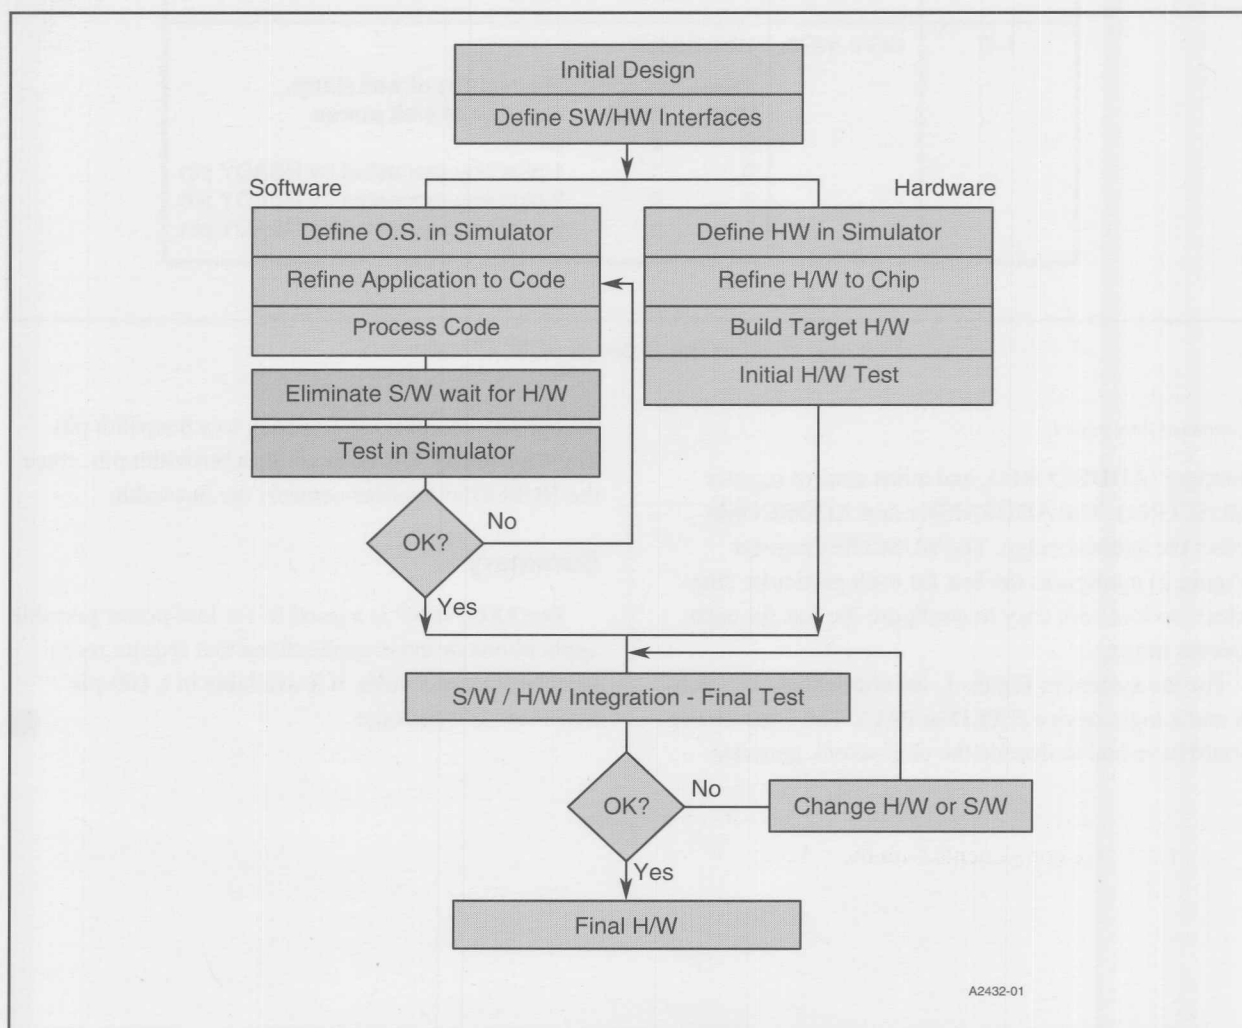 Initial Design
Define SW/HW Interfaces
Software
Hardware
Define O.S. in Simulator
Refine Application to Code
Process Code
Eliminate S/W wait for H/W
Test in Simulator
OK?
No
Yes
Define HW in Simulator
Refine H/W to Chip
Build Target H/W
Initial H/W Test
S/W / H/W Integration - Final Test
OK?
No
Change H/W or S/W
Yes
Final H/W
A2432-01